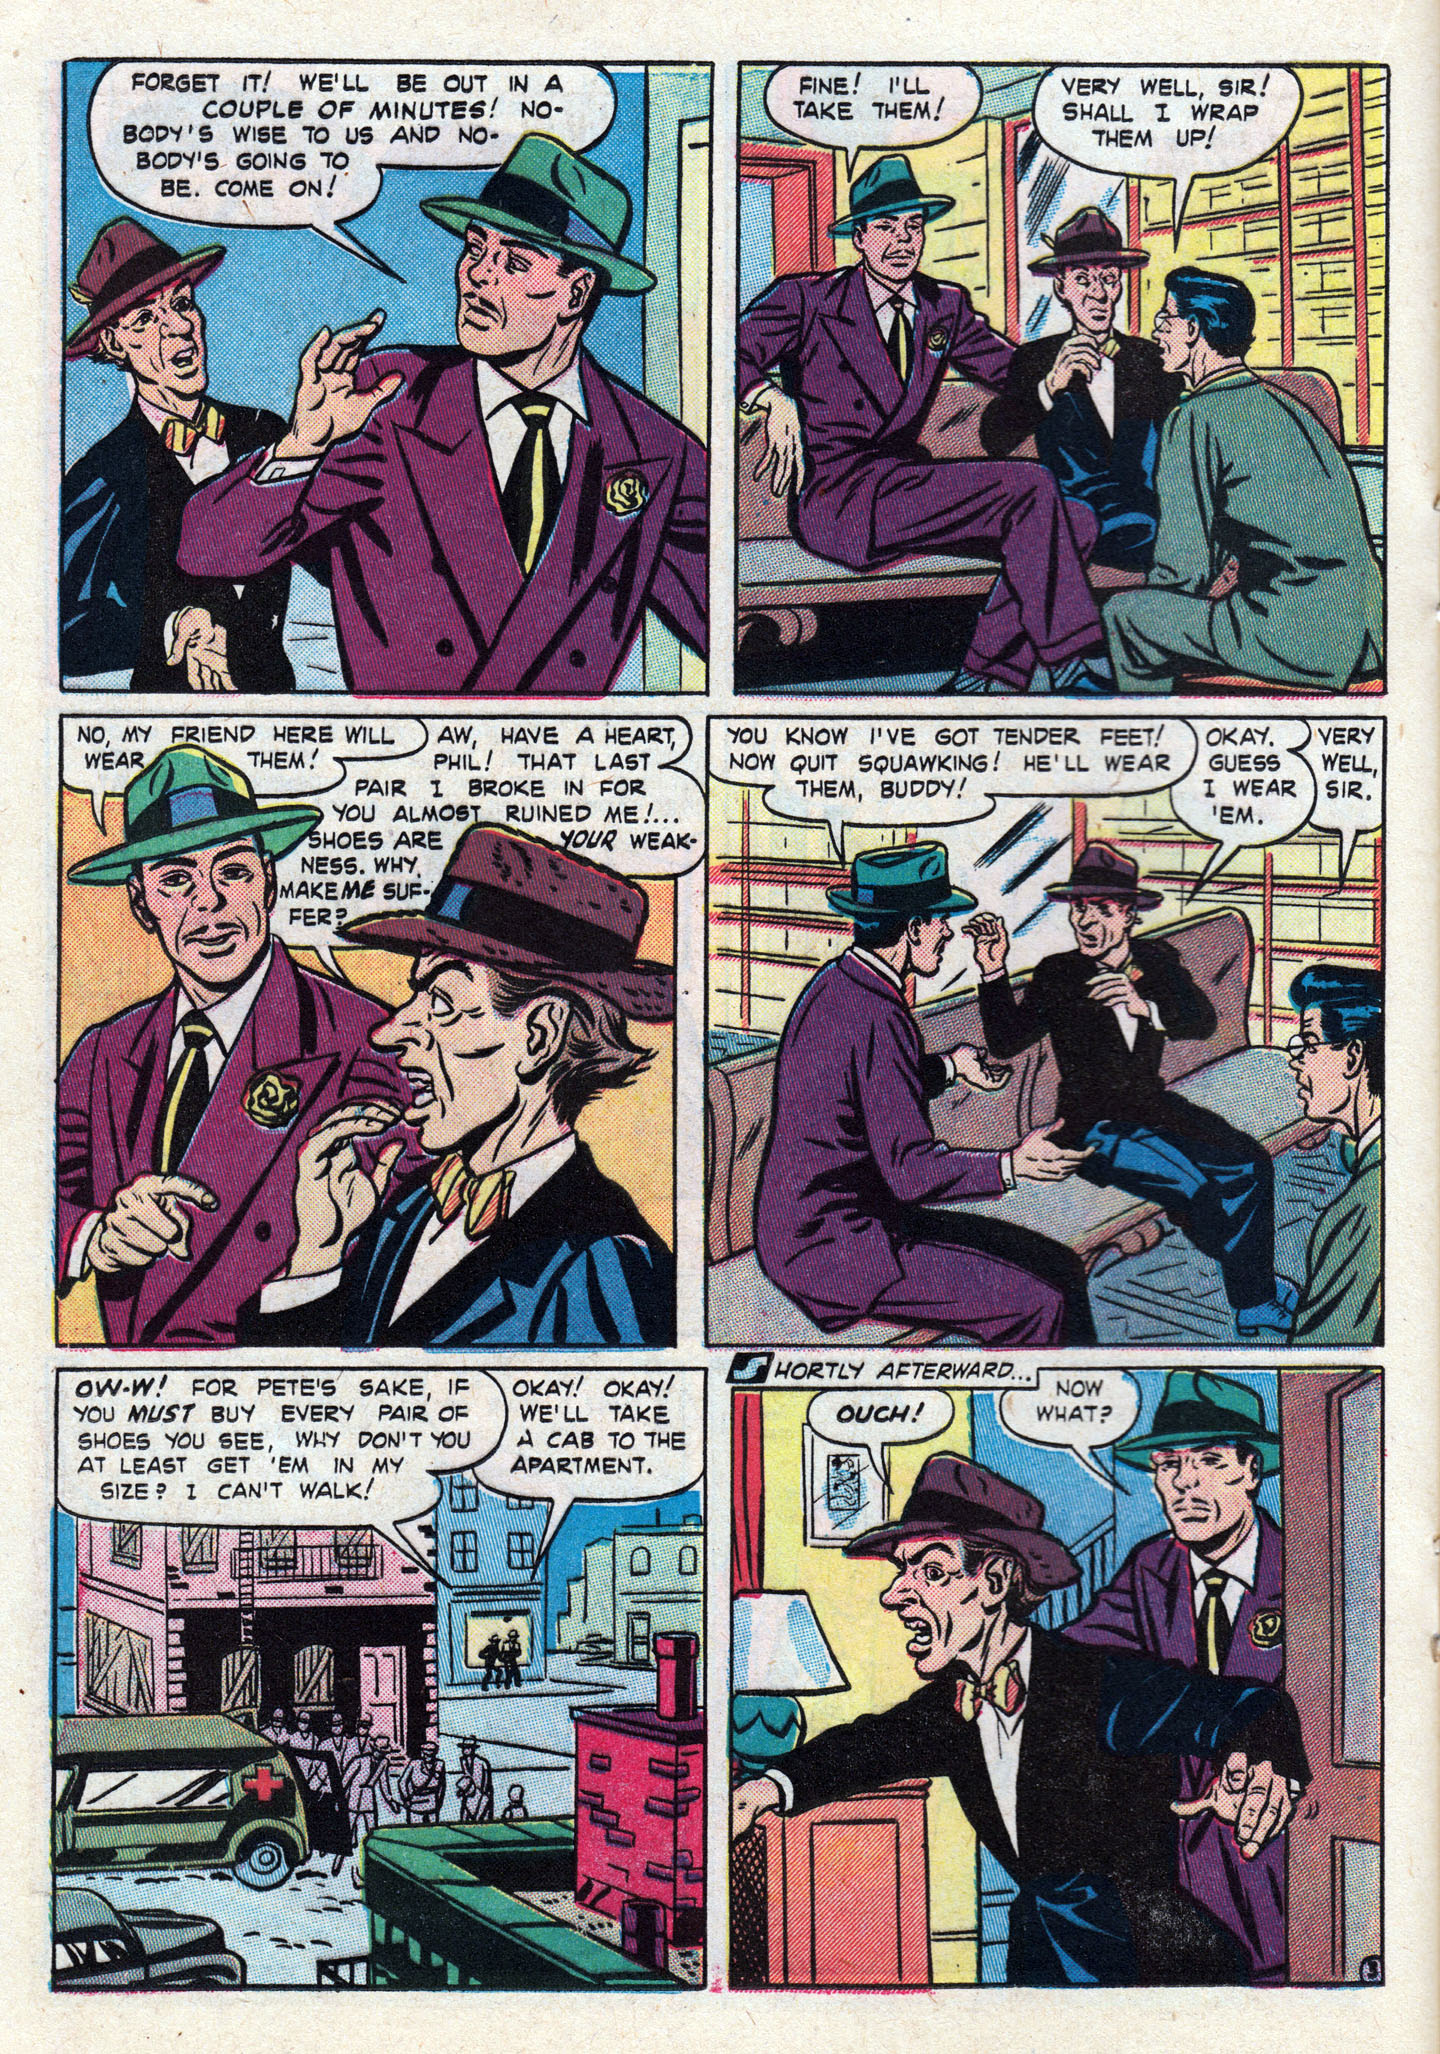 FORGET IT! WE'LL BE OUT IN A
COUPLE OF MINUTES! NO-
BODY'S WISE TO US AND NO-
BODY'S GOING TO
BE. COME ON!
FINE! I'LL
TAKE THEM!
VERY WELL, SIR!
SHALL I WRAP
THEM UP!
NO, MY FRIEND HERE WILL
WEAR THEM!
AW, HAVE A HEART,
PHIL! THAT LAST
PAIR I BROKE IN FOR
YOU ALMOST RUINED ME!...
SHOES ARE YOUR WEAK-
NESS. WHY
MAKE ME SUF-
FER?
YOU KNOW I'VE GOT TENDER FEET!
NOW QUIT SQUAWKING! HE'LL WEAR
THEM, BUDDY!
OKAY.
GUESS
I WEAR
'EM.
VERY
WELL,
SIR.
OW-W! FOR PETE'S SAKE, IF
YOU MUST BUY EVERY PAIR OF
SHOES YOU SEE, WHY DON'T YOU
AT LEAST GET 'EM IN MY
SIZE? I CAN'T WALK!
OKAY! OKAY!
WE'LL TAKE
A CAB TO THE
APARTMENT.
SHORTLY AFTERWARD...
OUCH!
NOW
WHAT?
3